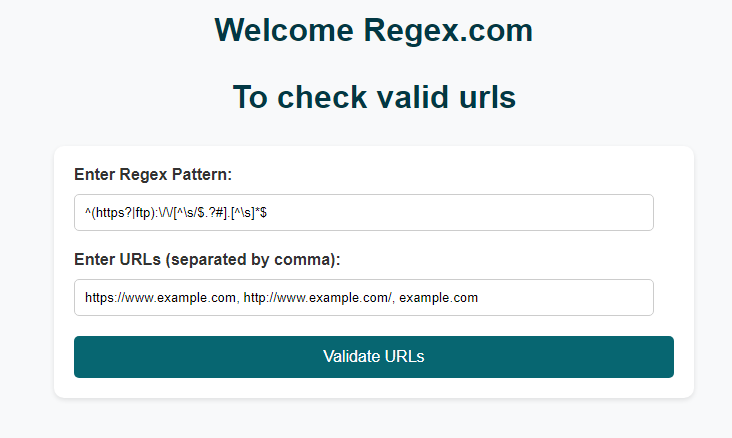 Welcome Regex.com
To check valid urls
Enter Regex Pattern:
^(https?|ftp):\/\/[^\s/$.?#].[^\s]*$
Enter URLs (separated by comma):
https://www.example.com, http://www.example.com/, example.com
Validate URLs